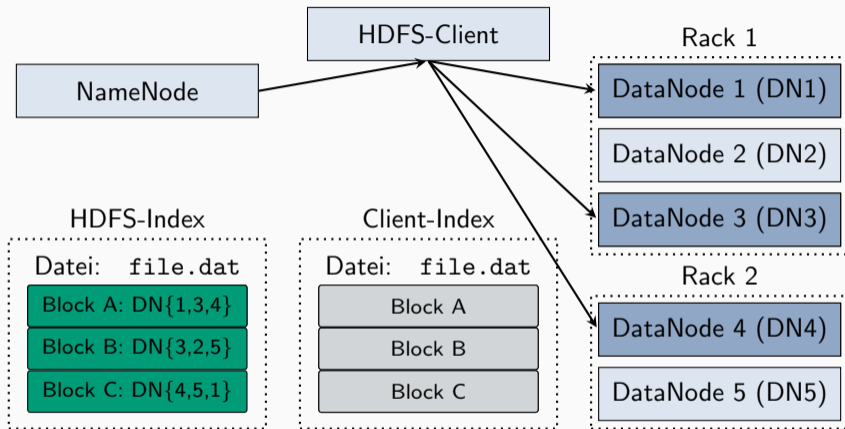 HDFS-Client
NameNode
Rack 1
DataNode 1 (DN1)
DataNode 2 (DN2)
DataNode 3 (DN3)
HDFS-Index
Datei: file.dat
Block A: DN{1,3,4}
Block B: DN{3,2,5}
Block C: DN{4,5,1}
Client-Index
Datei: file.dat
Block A
Block B
Block C
Rack 2
DataNode 4 (DN4)
DataNode 5 (DN5)